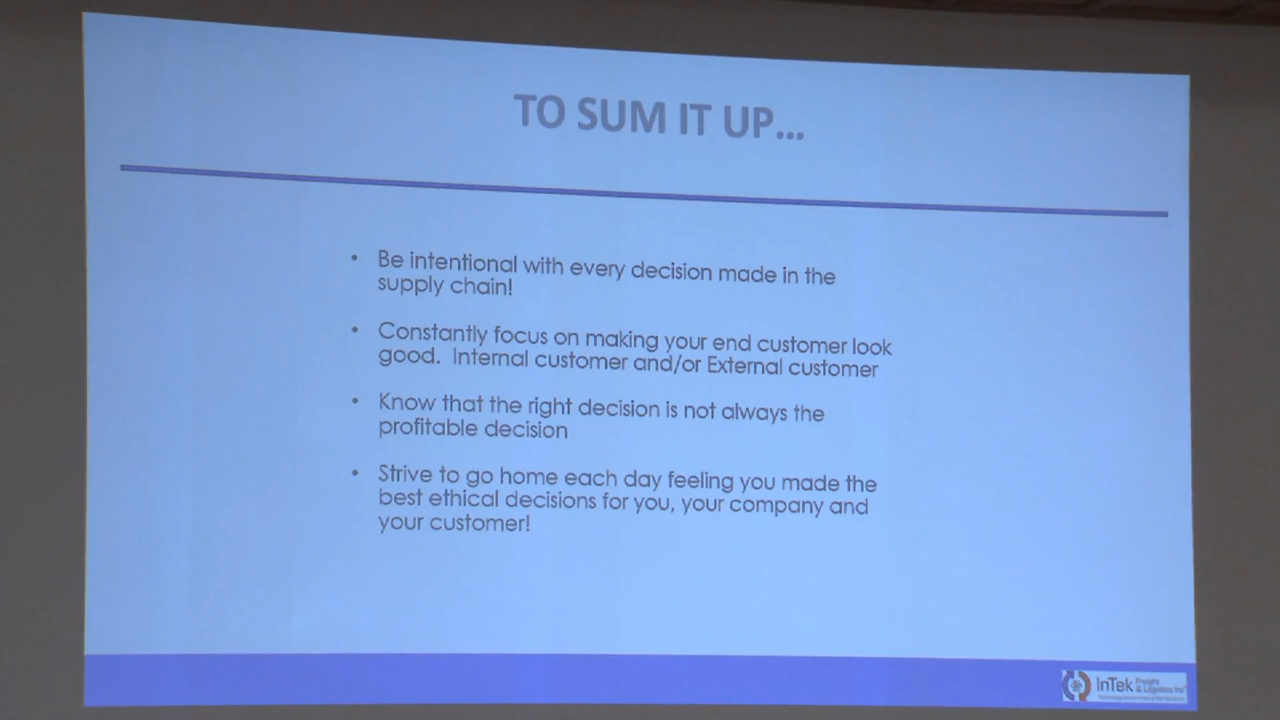 TO SUM IT UP...
• Be intentional with every decision made in the
supply chain!
• Constantly focus on making your end customer look
good. Internal customer and/or External customer
• Know that the right decision is not always the
profitable decision
• Strive to go home each day feeling you made the
best ethical decisions for you, your company and
your customer!
InTek Freight
& Logistics Inc